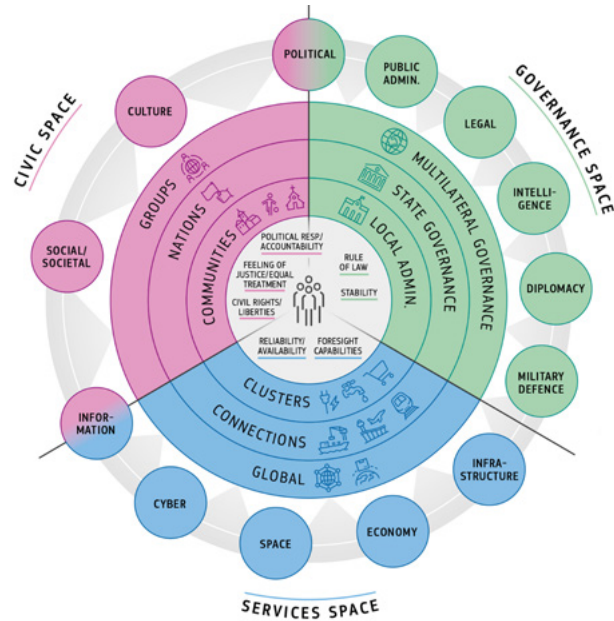 CIVIC SPACE
GOVERNANCE SPACE
SERVICES SPACE
POLITICAL
PUBLIC
ADMIN.
LEGAL
INTELLI-
GENCE
DIPLOMACY
MILITARY
DEFENCE
INFRA-
STRUCTURE
ECONOMY
SPACE
CYBER
INFOR-
MATION
SOCIAL/
SOCIETAL
CULTURE
GROUPS
NATIONS
COMMUNITIES
MULTILATERAL GOVERNANCE
STATE GOVERNANCE
LOCAL ADMIN.
CLUSTERS
CONNECTIONS
GLOBAL
POLITICAL RESP/
ACCOUNTABILITY
FEELING OF
JUSTICE/EQUAL
TREATMENT
CIVIL RIGHTS/
LIBERTIES
RULE
OF LAW
STABILITY
RELIABILITY/
AVAILABILITY
FORESIGHT
CAPABILITIES